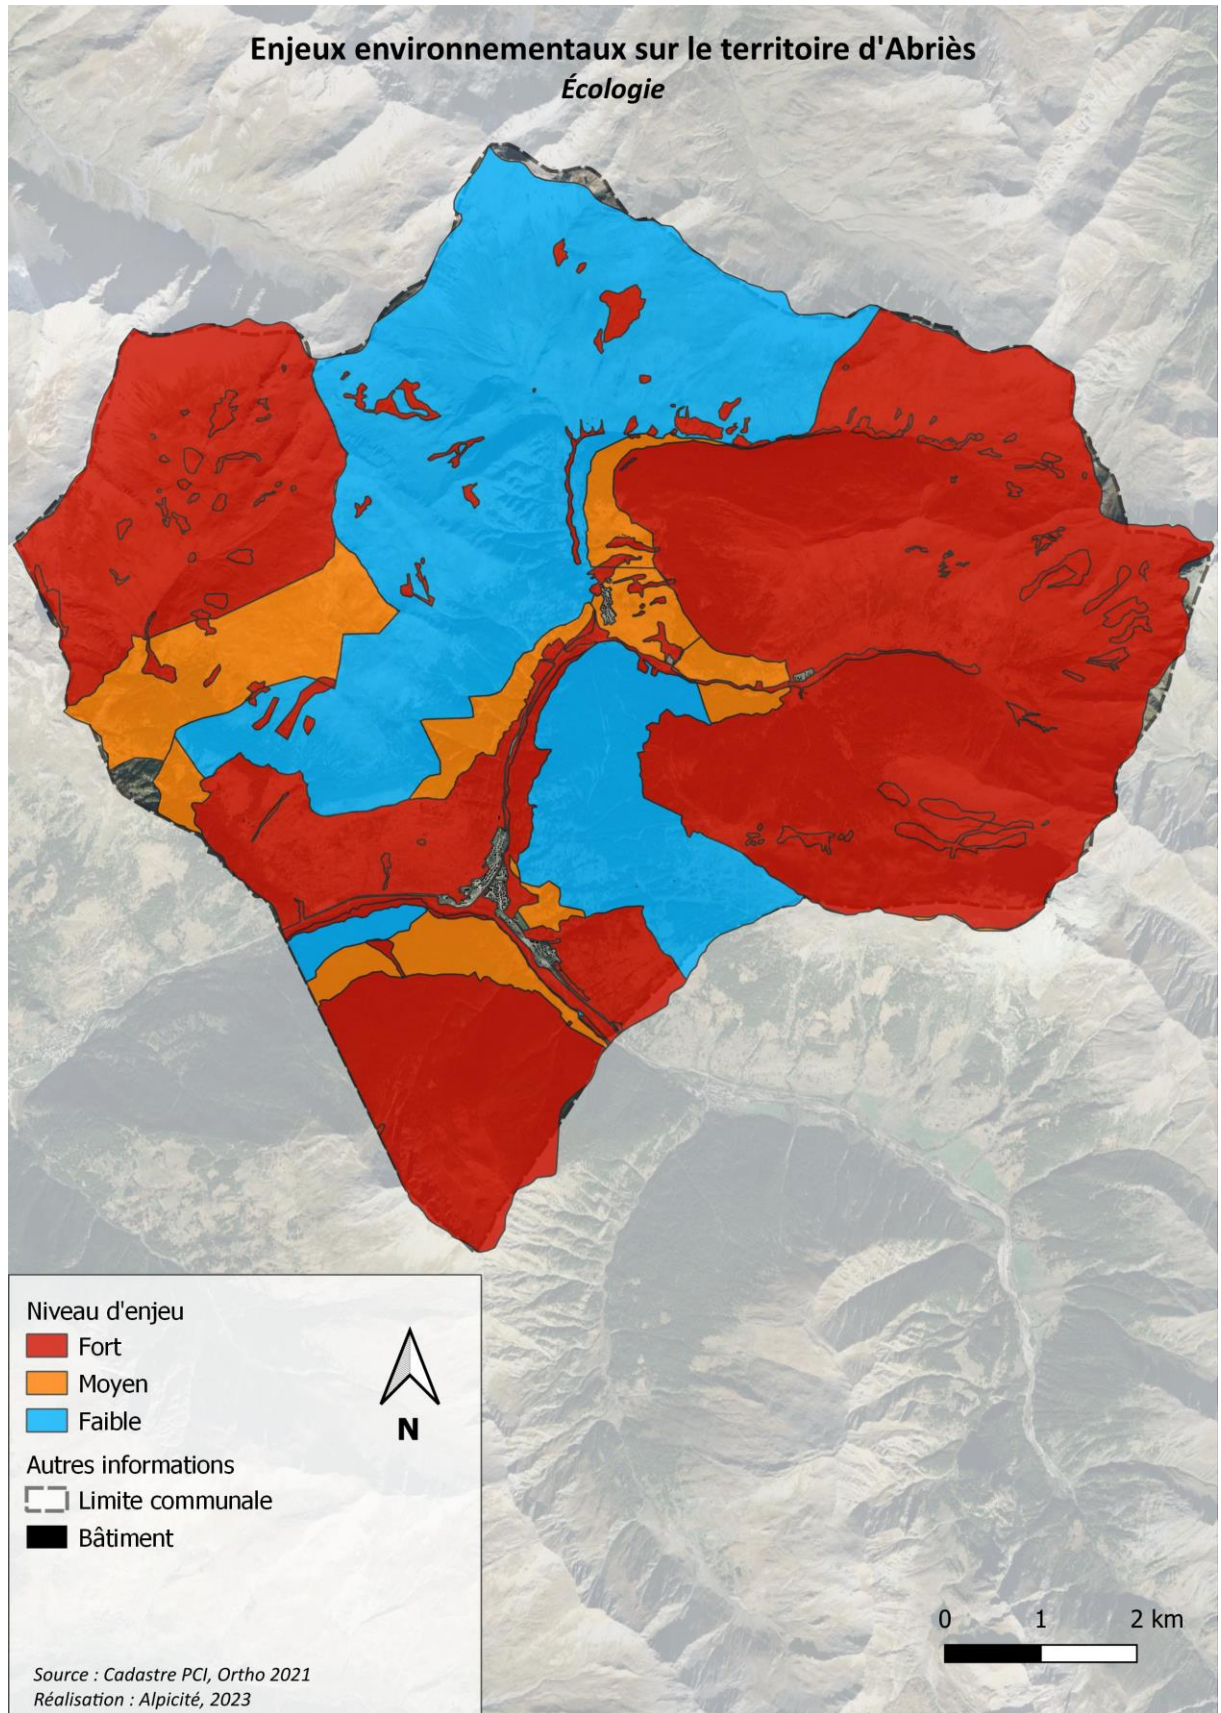 Enjeux environnementaux sur le territoire d'Abriès
Écologie
Niveau d'enjeu
Fort
Moyen
Faible
N
Autres informations
Limite communale
Bâtiment
0 1 2 km
Source : Cadastre PCI, Ortho 2021
Réalisation : Alpicité, 2023